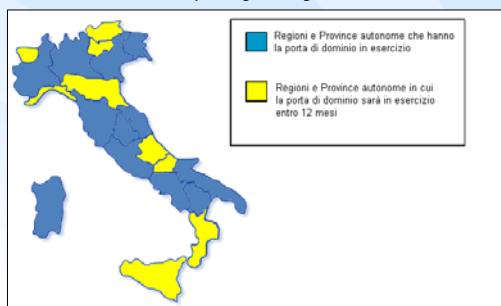 Regioni e Province autonome che hanno
la porta di dominio in esercizio
Regioni e Province autonome in cui
la porta di dominio sarà in esercizio
entro 12 mesi